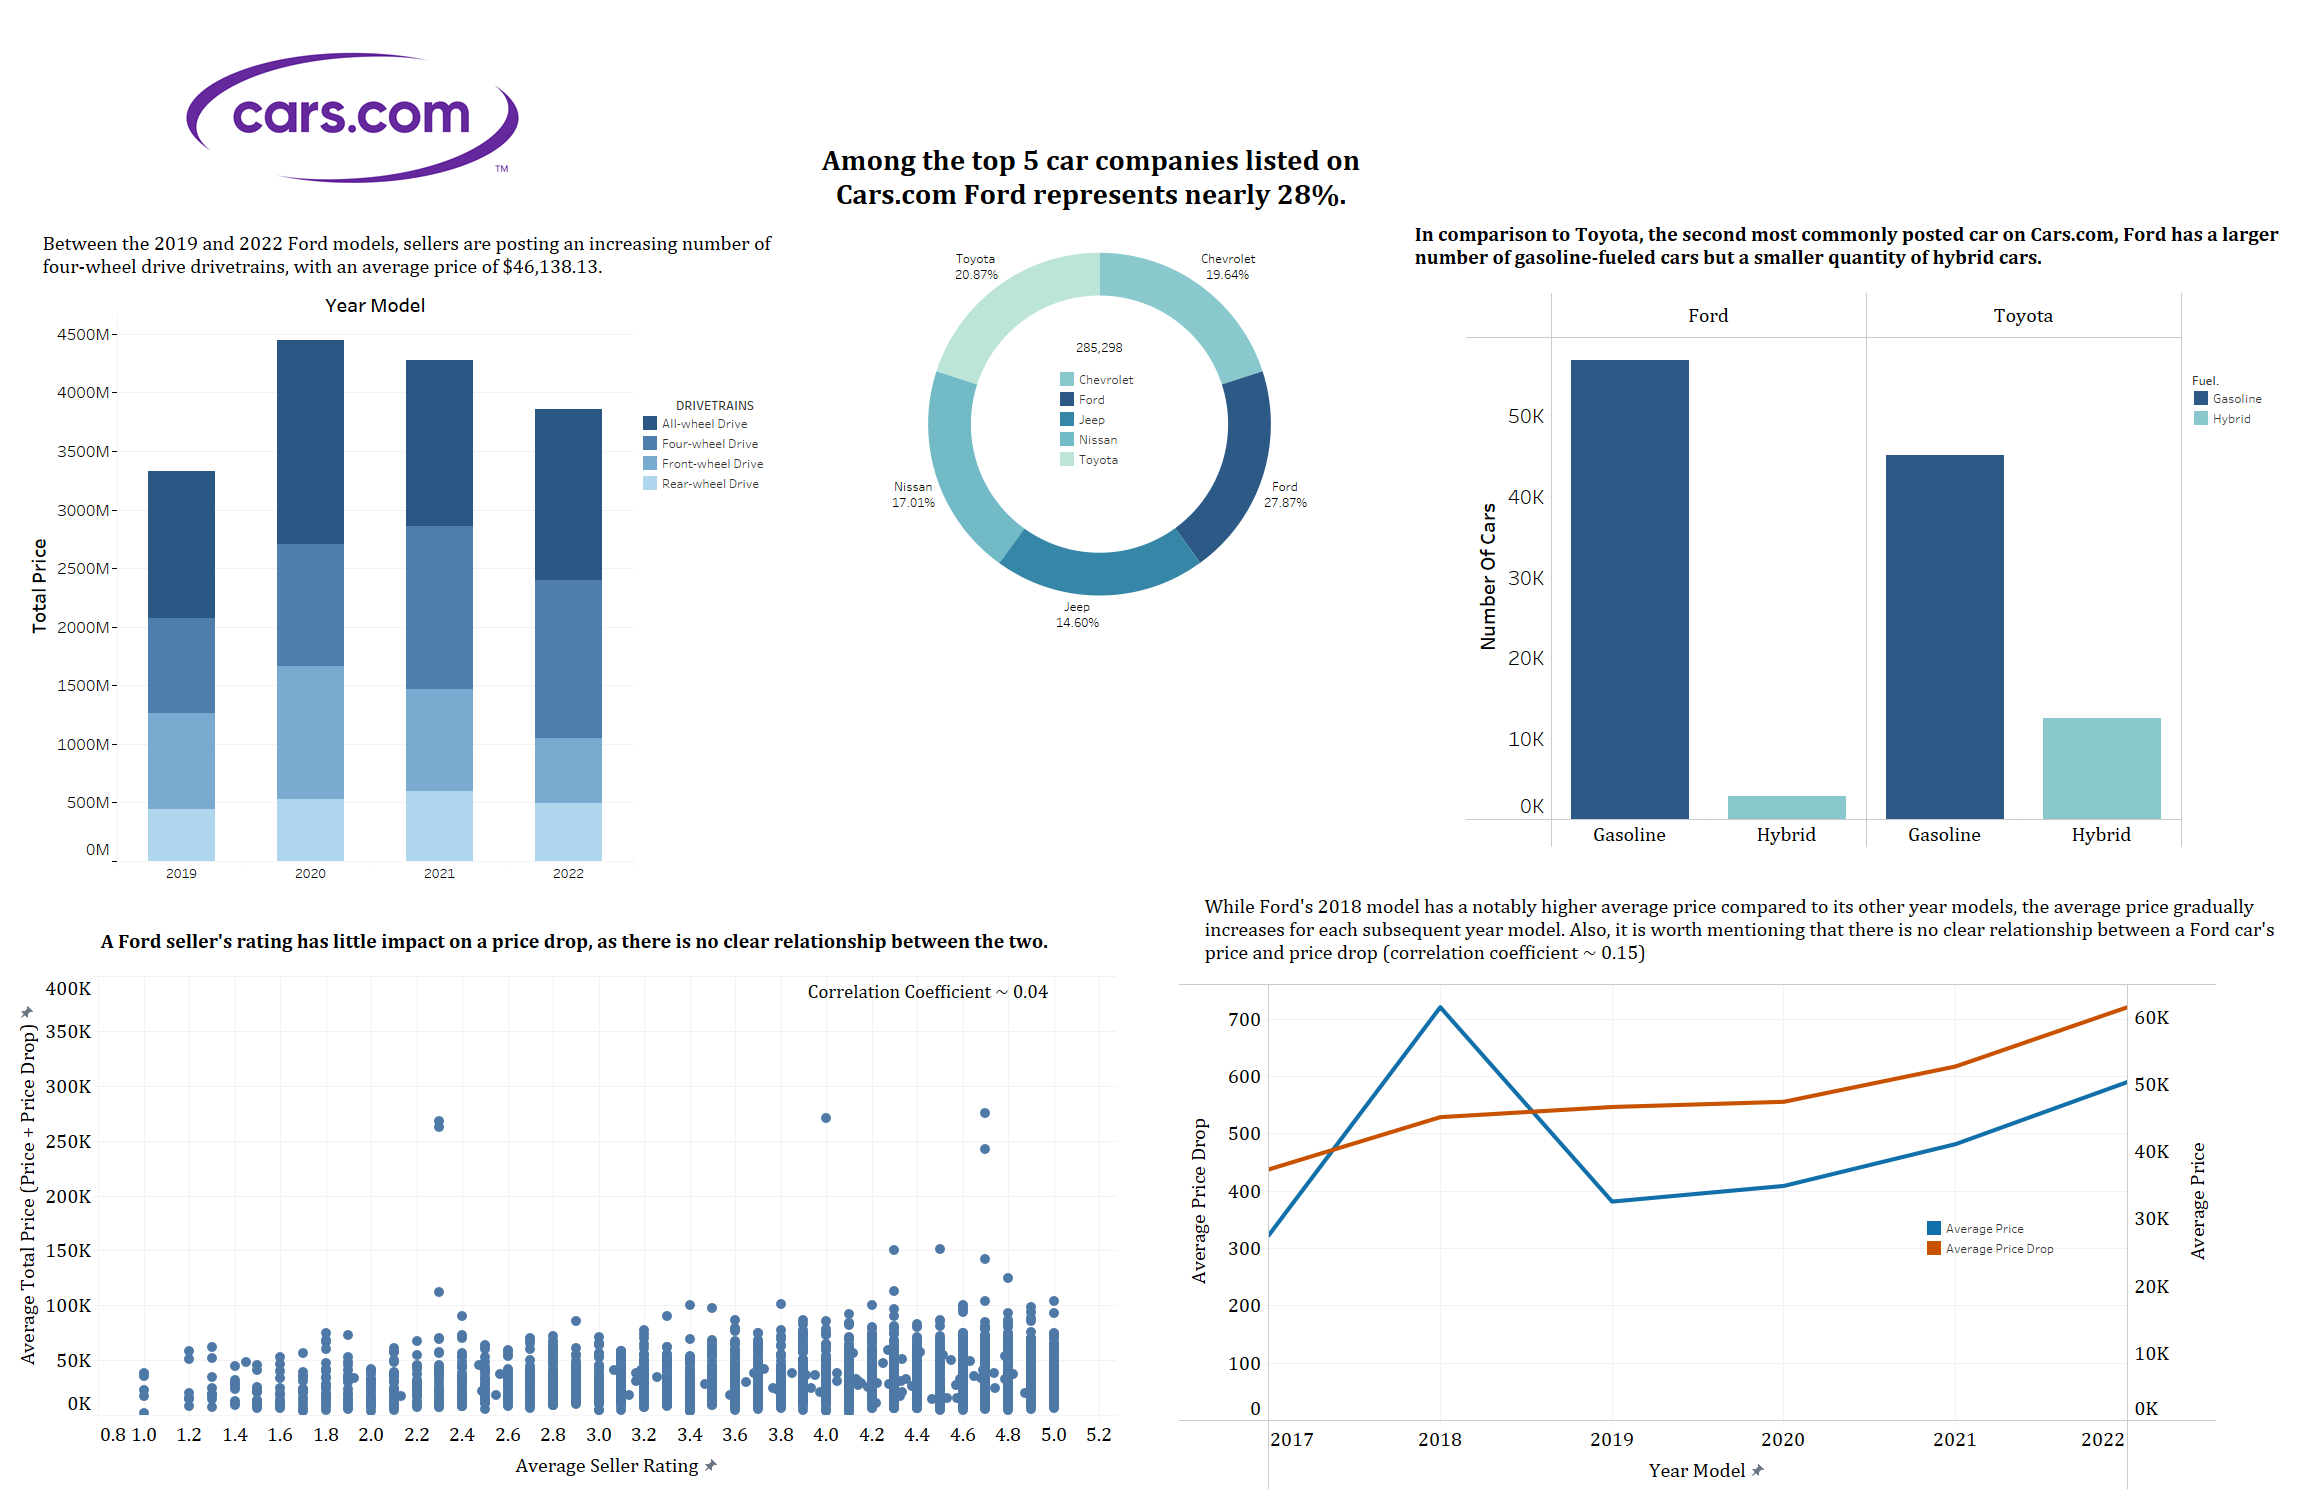 cars.com
TM
Among the top 5 car companies listed on
Cars.com Ford represents nearly 28%.
Between the 2019 and 2022 Ford models, sellers are posting an increasing number of
four-wheel drive drivetrains, with an average price of $46,138.13.
Year Model
Total Price
4500M
4000M
3500M
3000M
2500M
2000M
1500M
1000M
500M
0M
2019
2020
2021
2022
DRIVETRAINS
All-wheel Drive
Four-wheel Drive
Front-wheel Drive
Rear-wheel Drive
Toyota
20.87%
Chevrolet
19.64%
Nissan
17.01%
Ford
27.87%
Jeep
14.60%
285,298
Chevrolet
Ford
Jeep
Nissan
Toyota
In comparison to Toyota, the second most commonly posted car on Cars.com, Ford has a larger
number of gasoline-fueled cars but a smaller quantity of hybrid cars.
Ford
Toyota
Number Of Cars
50K
40K
30K
20K
10K
0K
Gasoline
Hybrid
Gasoline
Hybrid
Fuel.
Gasoline
Hybrid
A Ford seller's rating has little impact on a price drop, as there is no clear relationship between the two.
Correlation Coefficient ~ 0.04
Average Total Price (Price + Price Drop)
400K
350K
300K
250K
200K
150K
100K
50K
0K
0.8 1.0 1.2 1.4 1.6 1.8 2.0 2.2 2.4 2.6 2.8 3.0 3.2 3.4 3.6 3.8 4.0 4.2 4.4 4.6 4.8 5.0 5.2
Average Seller Rating
While Ford's 2018 model has a notably higher average price compared to its other year models, the average price gradually
increases for each subsequent year model. Also, it is worth mentioning that there is no clear relationship between a Ford car's
price and price drop (correlation coefficient ~ 0.15)
Average Price Drop
700
600
500
400
300
200
100
0
60K
50K
40K
30K
20K
10K
0K
Average Price
Average Price
Average Price Drop
2017
2018
2019
2020
2021
2022
Year Model